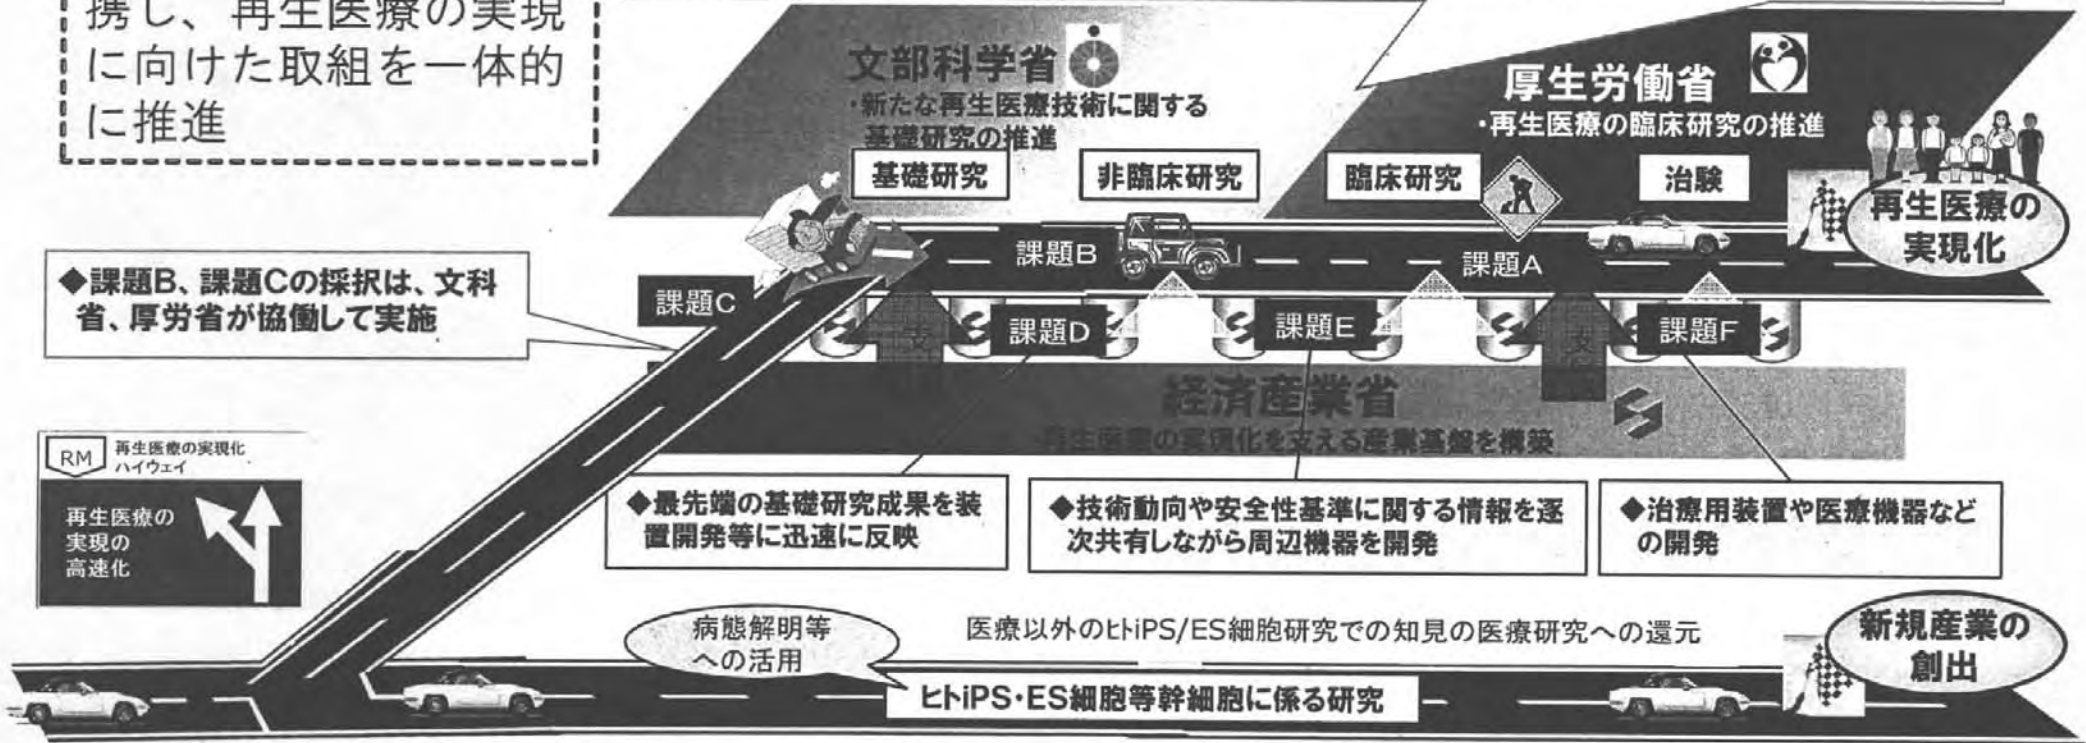 携し、再生医療の実現
に向けた取組を一体的
に推進
文部科学省
・新たな再生医療技術に関する
基礎研究の推進
厚生労働省
・再生医療の臨床研究の推進
基礎研究
非臨床研究
臨床研究
治験
再生医療の
実現化
課題B
課題A
◆課題B、課題Cの採択は、文科
省、厚労省が協働して実施
課題C
課題D
課題E
課題F
支
支
経済産業省
再生医療の実現化を支える産業基盤を構築
RM
再生医療の実現化
ハイウェイ
再生医療の
実現の
高速化
◆最先端の基礎研究成果を装
置開発等に迅速に反映
◆技術動向や安全性基準に関する情報を逐
次共有しながら周辺機器を開発
◆治療用装置や医療機器など
の開発
病態解明等
への活用
医療以外のヒトiPS/ES細胞研究での知見の医療研究への還元
新規産業の
創出
ヒトiPS・ES細胞等幹細胞に係る研究